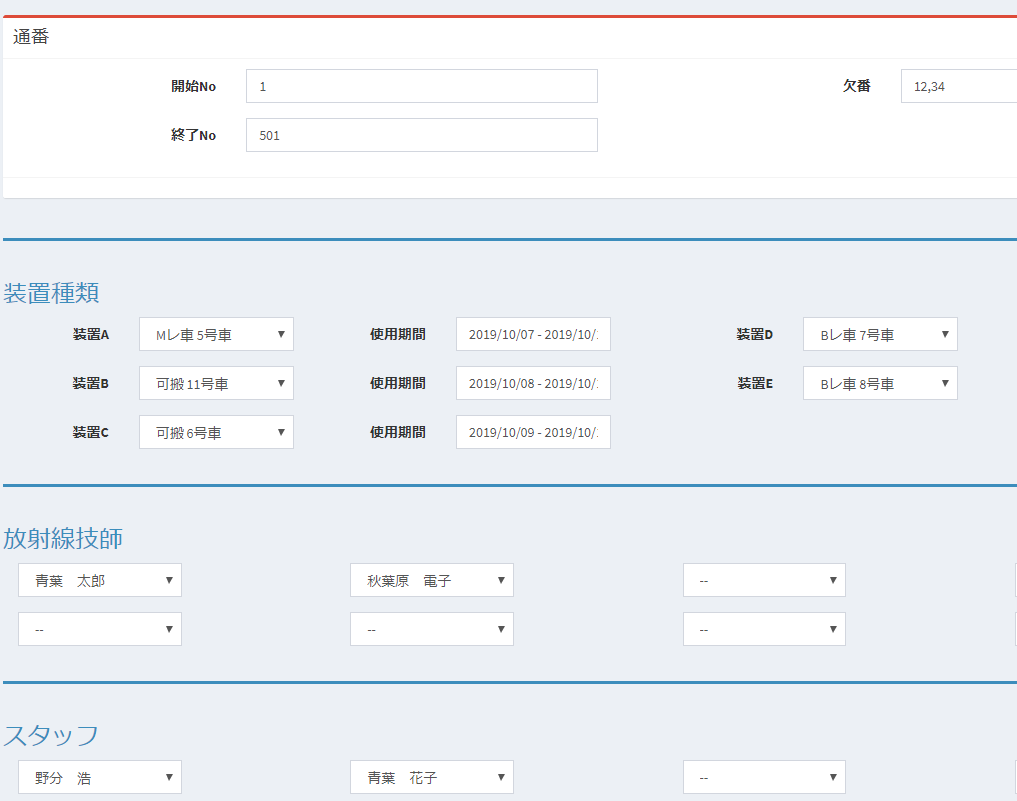 通番
開始No 1 欠番 12,34
終了No 501
装置種類
装置A Mレ車 5号車 使用期間 2019/10/07 - 2019/10/ 装置D Bレ車 7号車
装置B 可搬 11号車 使用期間 2019/10/08 - 2019/10/ 装置E Bレ車 8号車
装置C 可搬 6号車 使用期間 2019/10/09 - 2019/10/
放射線技師
青葉　太郎 秋葉原　電子 --
-- -- --
スタッフ
野分　浩 青葉　花子 --